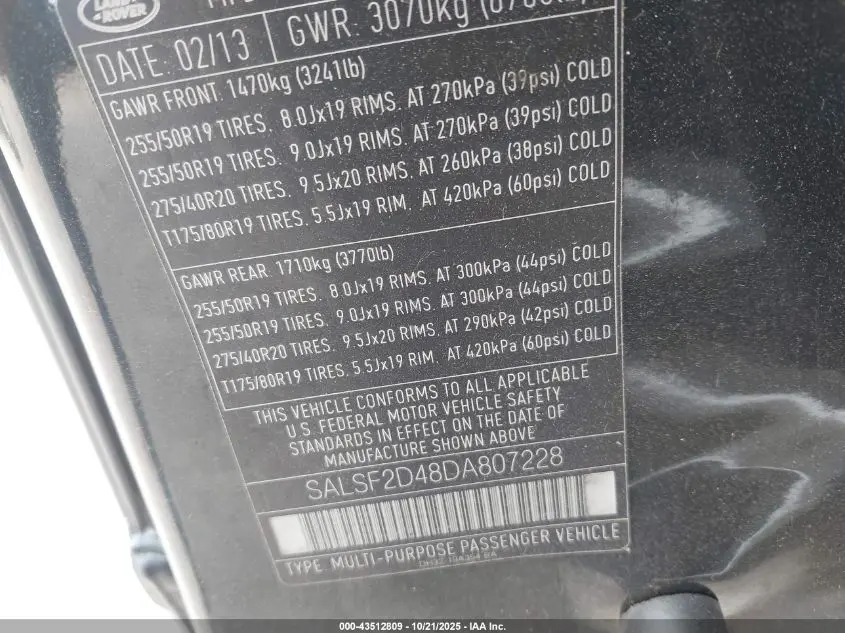 LAND
ROVER
DATE: 02/13
GWR: 3070kg
GAWR FRONT: 1470kg (3241lb)
255/50R19 TIRES. 8.0Jx19 RIMS. AT 270kPa (39psi) COLD
255/50R19 TIRES. 9.0Jx19 RIMS. AT 270kPa (39psi) COLD
275/40R20 TIRES. 9.5Jx20 RIMS. AT 260kPa (38psi) COLD
T175/80R19 TIRES. 5.5Jx19 RIM. AT 420kPa (60psi) COLD
GAWR REAR: 1710kg (3770lb)
255/50R19 TIRES. 8.0Jx19 RIMS. AT 300kPa (44psi) COLD
255/50R19 TIRES. 9.0Jx19 RIMS. AT 300kPa (44psi) COLD
275/40R20 TIRES. 9.5Jx20 RIMS. AT 290kPa (42psi) COLD
T175/80R19 TIRES. 5.5Jx19 RIM. AT 420kPa (60psi) COLD
THIS VEHICLE CONFORMS TO ALL APPLICABLE
U.S. FEDERAL MOTOR VEHICLE SAFETY
STANDARDS IN EFFECT ON THE DATE OF
MANUFACTURE SHOWN ABOVE
SALSF2D48DA807228
TYPE: MULTI-PURPOSE PASSENGER VEHICLE
000-43512809 - 10/21/2025 - IAA Inc.